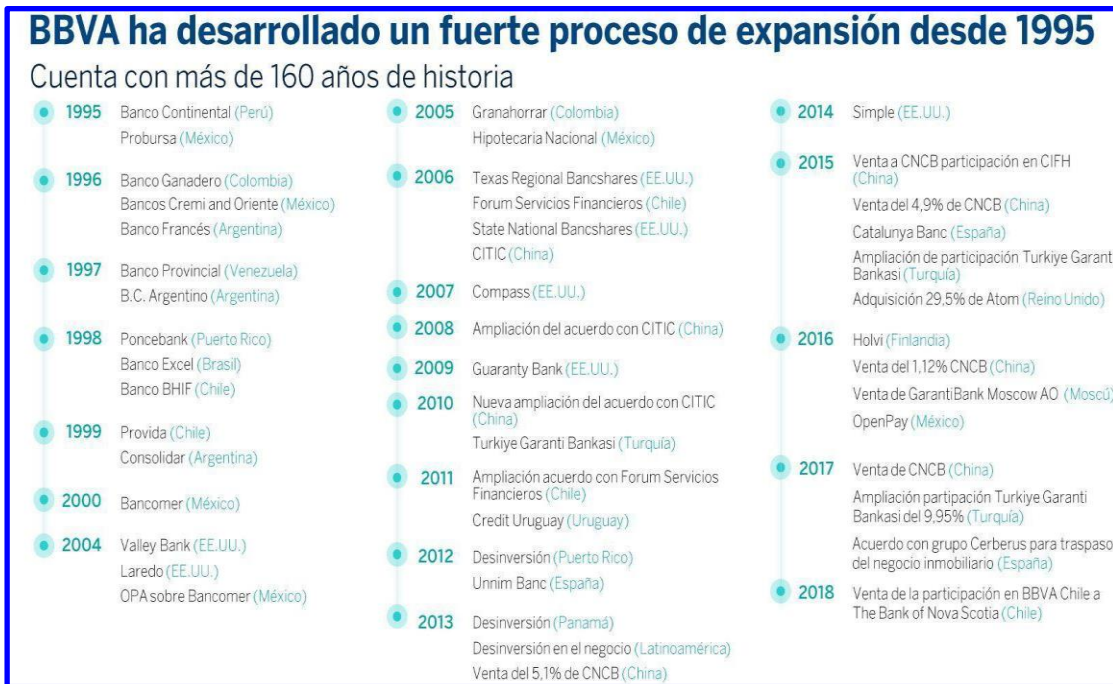 BBVA ha desarrollado un fuerte proceso de expansión desde 1995
Cuenta con más de 160 años de historia
1995 Banco Continental (Perú)
Probursa (México)
1996 Banco Ganadero (Colombia)
Bancos Cremi and Oriente (México)
Banco Francés (Argentina)
1997 Banco Provincial (Venezuela)
B.C. Argentino (Argentina)
1998 Poncebank (Puerto Rico)
Banco Excel (Brasil)
Banco BHIF (Chile)
1999 Provida (Chile)
Consolidar (Argentina)
2000 Bancomer (México)
2004 Valley Bank (EE.UU.)
Laredo (EE.UU.)
OPA sobre Bancomer (México)
2005 Granahorrar (Colombia)
Hipotecaria Nacional (México)
2006 Texas Regional Bancshares (EE.UU.)
Forum Servicios Financieros (Chile)
State National Bancshares (EE.UU.)
CITIC (China)
2007 Compass (EE.UU.)
2008 Ampliación del acuerdo con CITIC (China)
2009 Guaranty Bank (EE.UU.)
2010 Nueva ampliación del acuerdo con CITIC
(China)
Turkiye Garanti Bankasi (Turquía)
2011 Ampliación acuerdo con Forum Servicios
Financieros (Chile)
Credit Uruguay (Uruguay)
2012 Desinversión (Puerto Rico)
Unnim Banc (España)
2013 Desinversión (Panamá)
Desinversión en el negocio (Latinoamérica)
Venta del 5,1% de CNCB (China)
2014 Simple (EE.UU.)
2015 Venta a CNCB participación en CIFH
(China)
Venta del 4,9% de CNCB (China)
Catalunya Banc (España)
Ampliación de participación Turkiye Garanti
Bankasi (Turquía)
Adquisición 29,5% de Atom (Reino Unido)
2016 Holvi (Finlandia)
Venta del 1,12% CNCB (China)
Venta de GarantiBank Moscow AO (Moscú)
OpenPay (México)
2017 Venta de CNCB (China)
Ampliación partipación Turkiye Garanti
Bankasi del 9,95% (Turquía)
Acuerdo con grupo Cerberus para traspaso
del negocio inmobiliario (España)
2018 Venta de la participación en BBVA Chile a
The Bank of Nova Scotia (Chile)